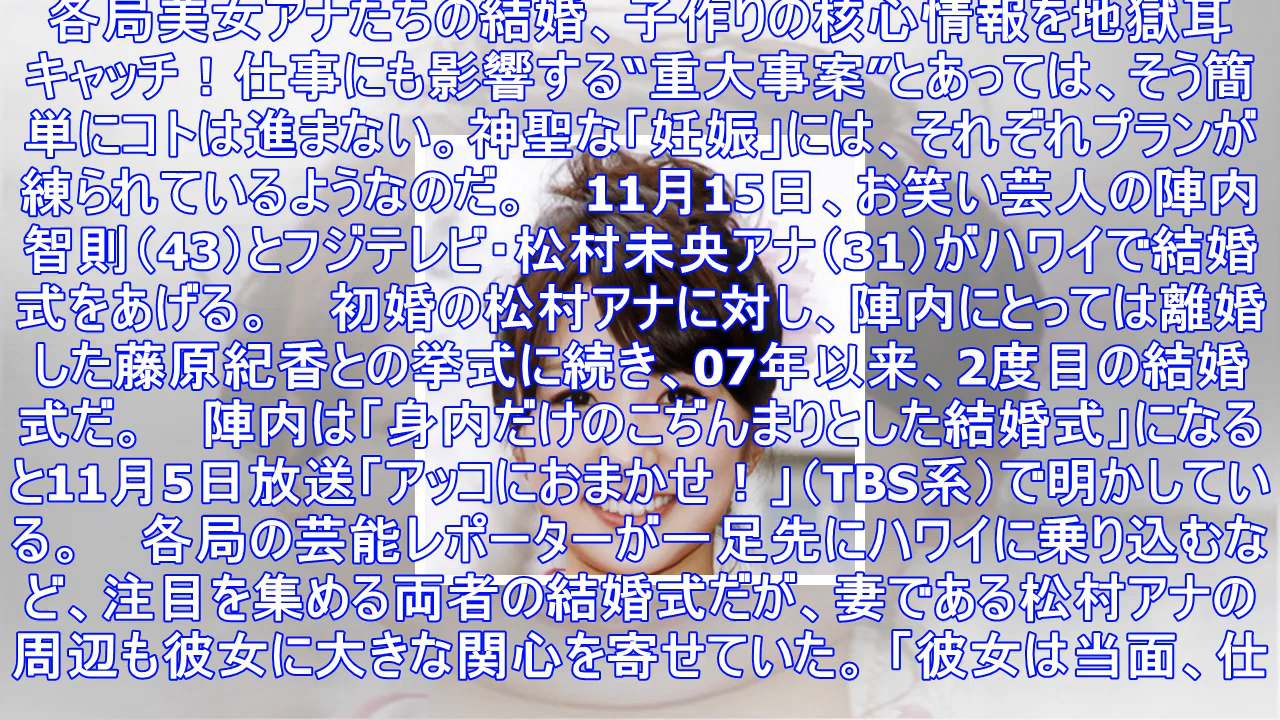 各局美女アナたちの結婚、子作りの核心情報を地獄耳
キャッチ！仕事にも影響する“重大事案”とあっては、そう簡
単にコトは進まない。神聖な「妊娠」には、それぞれプランが
練られているようなのだ。　11月15日、お笑い芸人の陣内
智則（43）とフジテレビ・松村未央アナ（31）がハワイで結婚
式をあげる。　初婚の松村アナに対し、陣内にとっては離婚
した藤原紀香との挙式に続き、07年以来、2度目の結婚
式だ。　陣内は「身内だけのこぢんまりとした結婚式」になる
と11月5日放送「アッコにおまかせ！」（TBS系）で明かしてい
る。　各局の芸能レポーターが一足先にハワイに乗り込むな
ど、注目を集める両者の結婚式だが、妻である松村アナの
周辺も彼女に大きな関心を寄せていた。「彼女は当面、仕